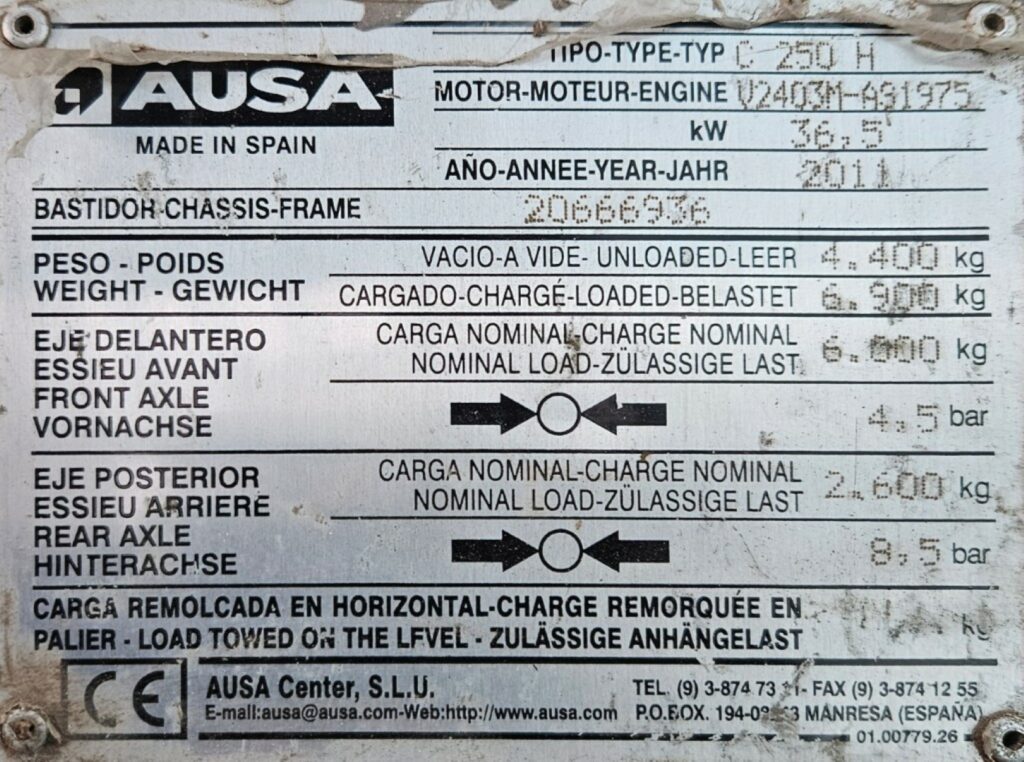 AUSA
MADE IN SPAIN
TIPO-TYPE-TYP C 250 H
MOTOR-MOTEUR-ENGINE V2403M-A91975
kW 36,5
AÑO-ANNEE-YEAR-JAHR 2011
BASTIDOR-CHASSIS-FRAME 20666936
PESO - POIDS
WEIGHT - GEWICHT
VACIO-A VIDE- UNLOADED-LEER 4.400 kg
CARGADO-CHARGÉ-LOADED-BELASTET 6.900 kg
EJE DELANTERO
ESSIEU AVANT
FRONT AXLE
VORNACHSE
CARGA NOMINAL-CHARGE NOMINAL
NOMINAL LOAD-ZÜLASSIGE LAST kg
4,5 bar
EJE POSTERIOR
ESSIEU ARRIERE
REAR AXLE
HINTERACHSE
CARGA NOMINAL-CHARGE NOMINAL
NOMINAL LOAD-ZÜLASSIGE LAST 2.600 kg
8,5 bar
CARGA REMOLCADA EN HORIZONTAL-CHARGE REMORQUÉE EN
PALIER - LOAD TOWED ON THE LEVEL - ZULÄSSIGE ANHÄNGELAST kg
CE
AUSA Center, S.L.U.
E-mail:ausa@ausa.com-Web:http://www.ausa.com
TEL. (9) 3-874 73 - FAX (9) 3-874 12 55
P.O.BOX. MANRESA (ESPAÑA)
01.00779.26